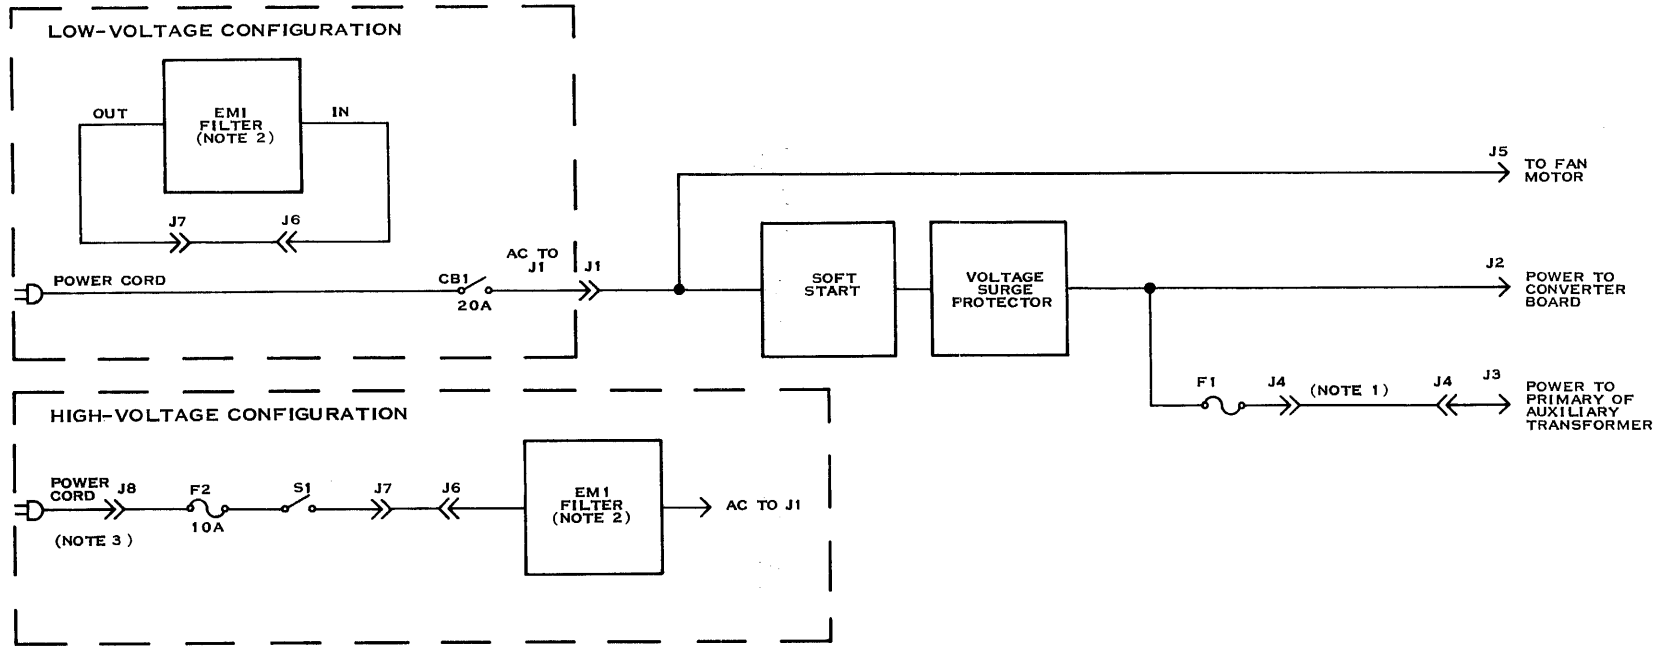 LOW-VOLTAGE CONFIGURATION
OUT
EMI
FILTER
(NOTE 2)
IN
J7
J6
POWER CORD
CB1
20A
AC TO
J1
J1
SOFT
START
VOLTAGE
SURGE
PROTECTOR
J5
TO FAN
MOTOR
J2
POWER TO
CONVERTER
BOARD
F1
J4
(NOTE 1)
J4
J3
POWER TO
PRIMARY OF
AUXILIARY
TRANSFORMER
HIGH-VOLTAGE CONFIGURATION
POWER
CORD
J8
(NOTE 3)
F2
10A
S1
J7
J6
EMI
FILTER
(NOTE 2)
AC TO J1